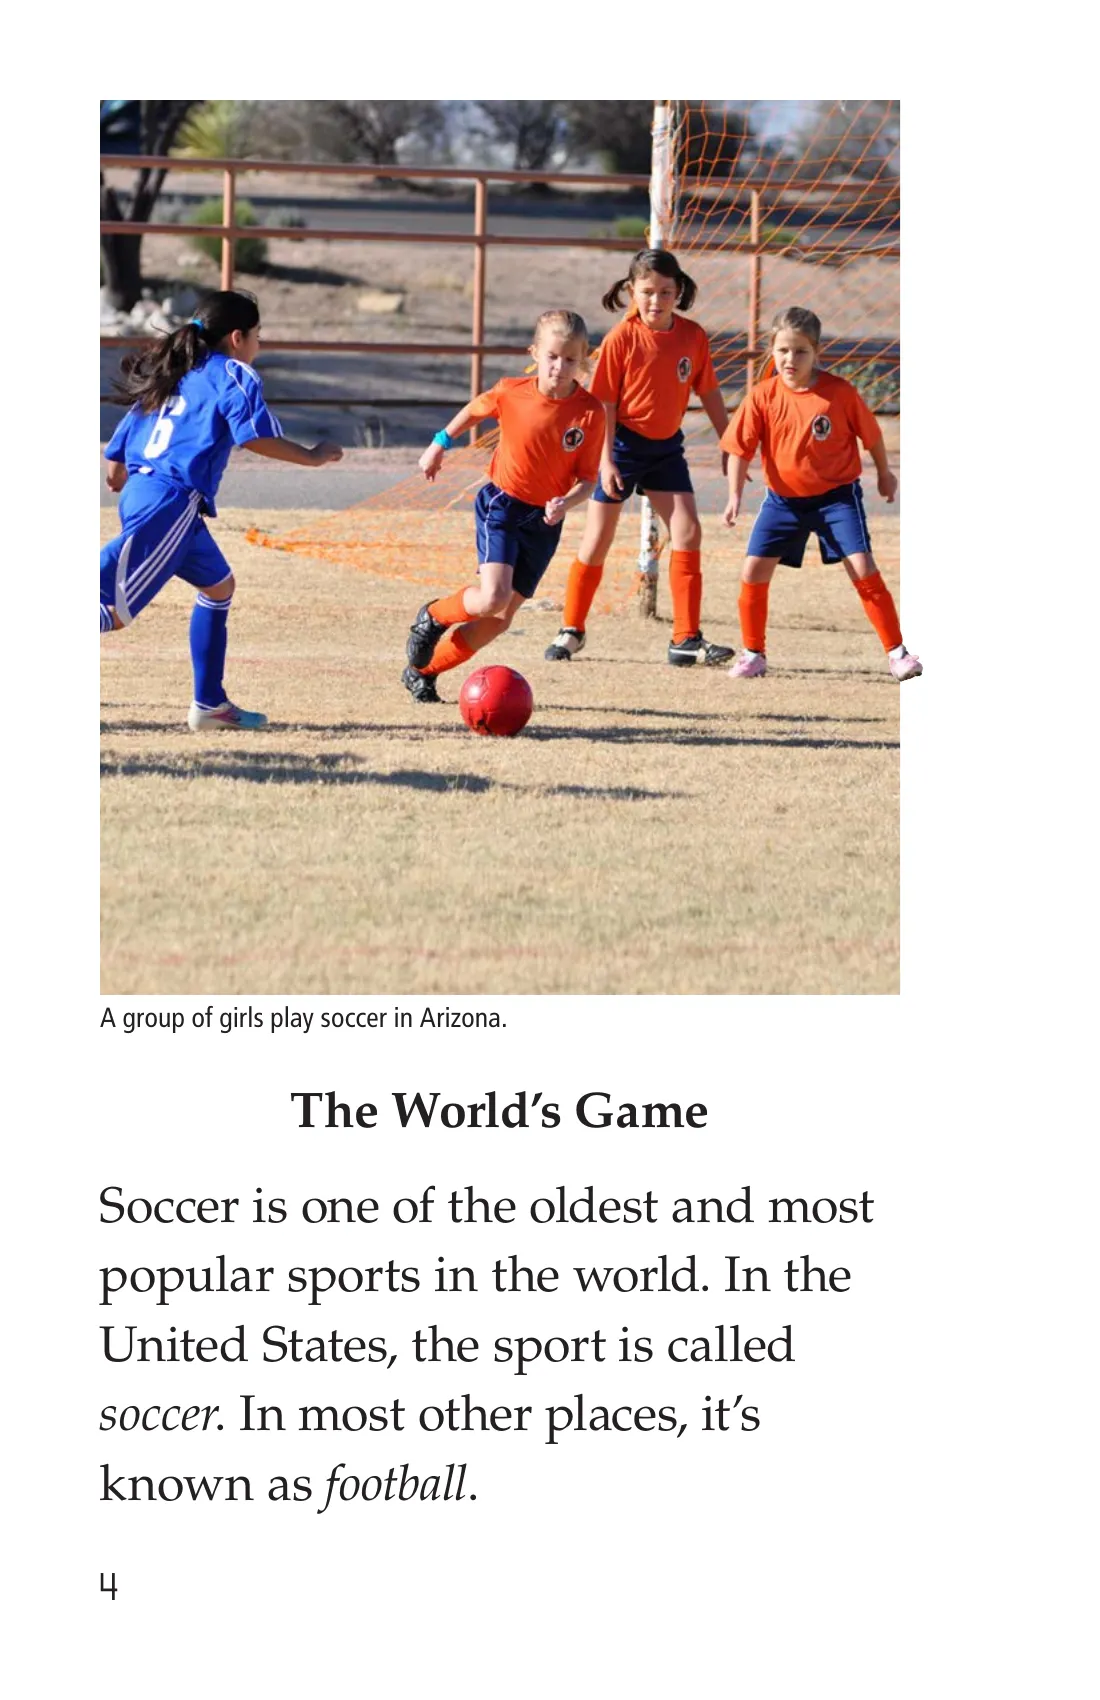 6
A group of girls play soccer in Arizona.
The World's Game
Soccer is one of the oldest and most
popular sports in the world. In the
United States, the sport is called
soccer. In most other places, it's
known as football.
4